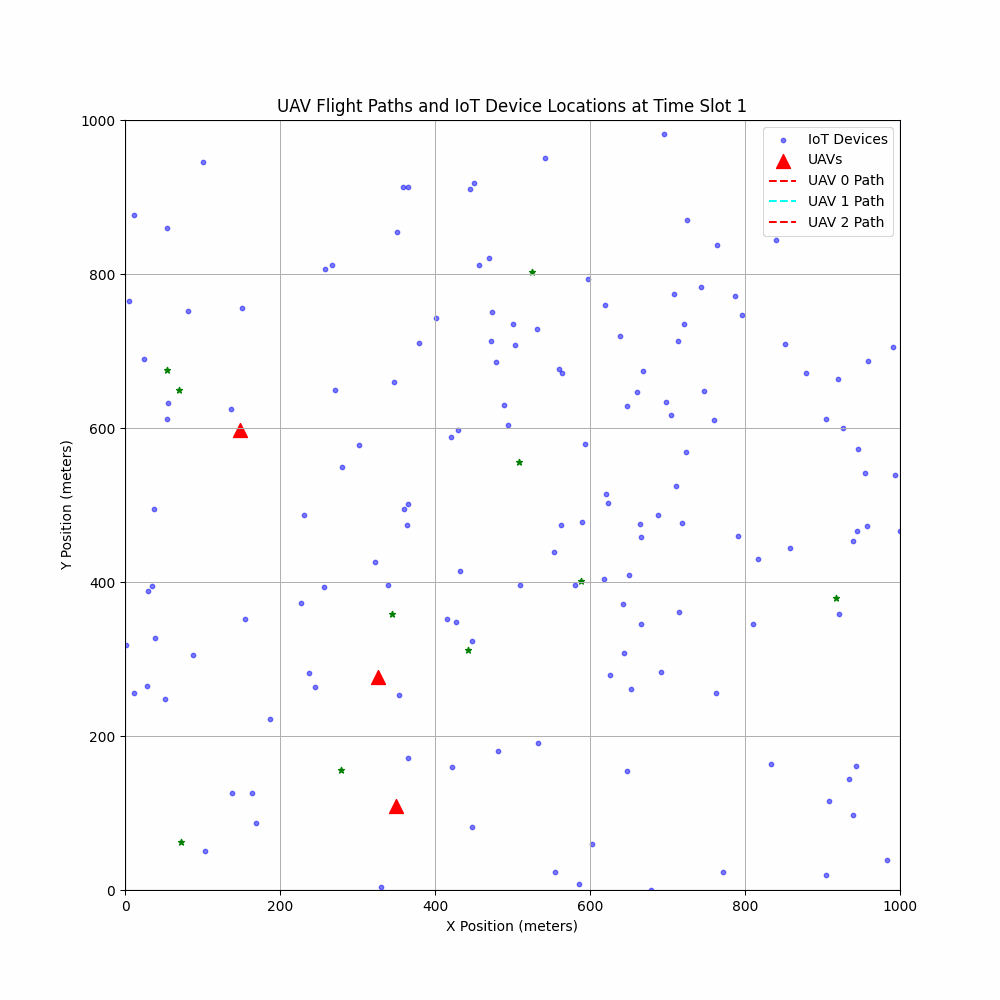 UAV Flight Paths and IoT Device Locations at Time Slot 1
1000
IoT Devices
UAVs
UAV 0 Path
UAV 1 Path
UAV 2 Path
800
600
Y Position (meters)
400
200
0
0 200 400 600 800 1000
X Position (meters)